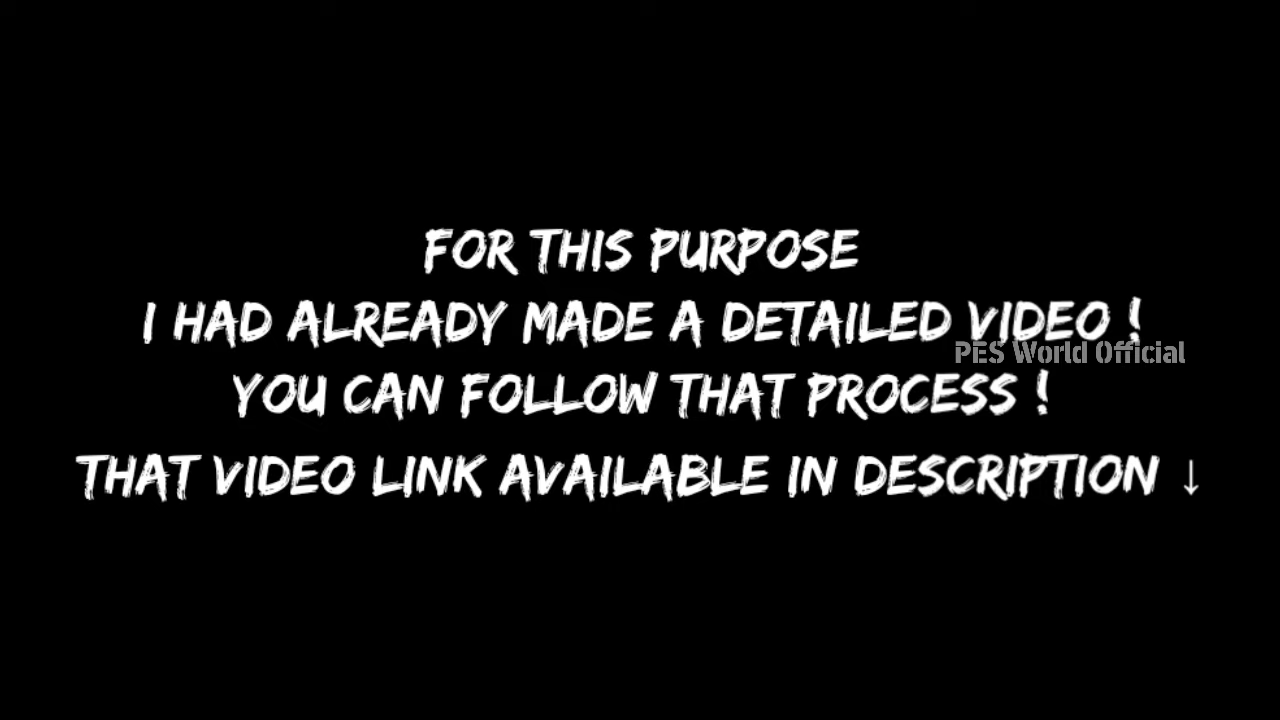 FOR THIS PURPOSE
I HAD ALREADY MADE A DETAILED VIDEO !
PES World Official
YOU CAN FOLLOW THAT PROCESS !
THAT VIDEO LINK AVAILABLE IN DESCRIPTION ↓